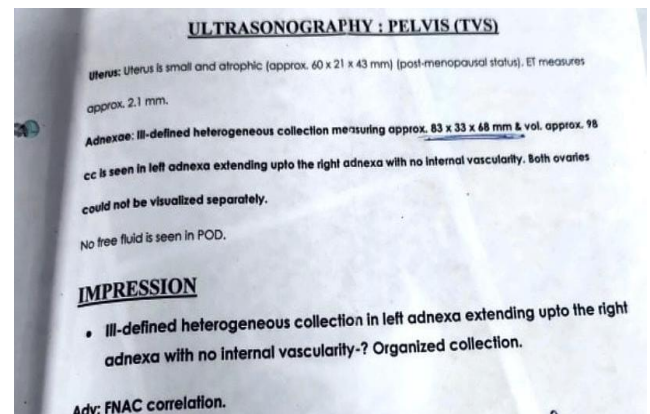 ULTRASONOGRAPHY : PELVIS (TVS)
Uterus: Uterus is small and atrophic (approx. 60 x 21 x 43 mm) (post-menopausal status). ET measures
approx. 2.1 mm.
Adnexae: Ill-defined heterogeneous collection measuring approx. 83 x 33 x 68 mm & vol. approx. 98
cc is seen in left adnexa extending upto the right adnexa with no internal vascularity. Both ovaries
could not be visualized separately.
No free fluid is seen in POD.
IMPRESSION
• Ill-defined heterogeneous collection in left adnexa extending upto the right
adnexa with no internal vascularity-? Organized collection.
Adv: FNAC correlation.